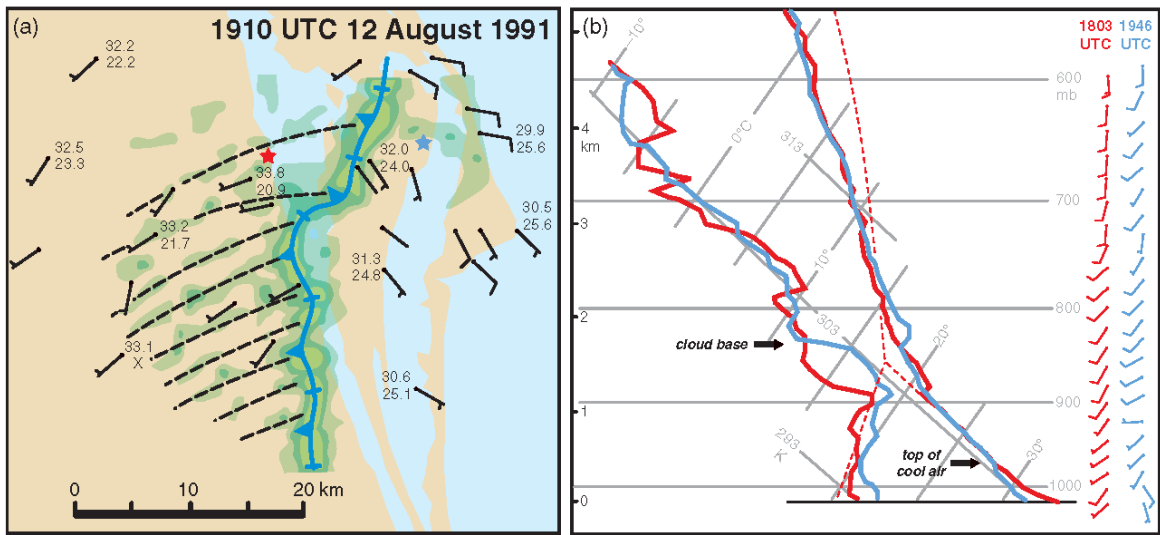 (a)
1910 UTC 12 August 1991
32.2
22.2
32.5
23.3
33.8
20.9
32.0
24.0
29.9
25.6
33.2
21.7
30.5
25.6
31.3
24.8
33.1
X
30.6
25.1
0 10 20 km
(b)
1803 1946
UTC UTC
-10°
600
mb
4
km
0°C
313
700
3
10°
800
2
303
cloud base
20°
900
1
293
K
top of
cool air
30°
1000
0